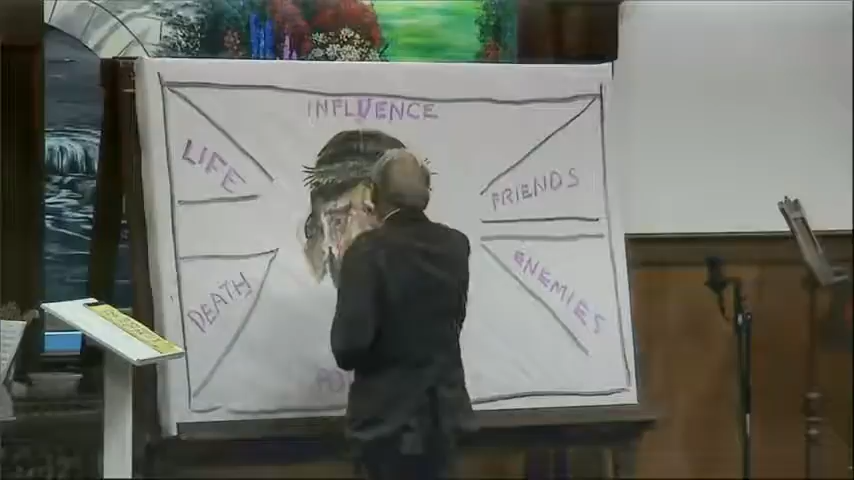 INFLUENCE
LIFE
FRIENDS
DEATH
ENEMIES